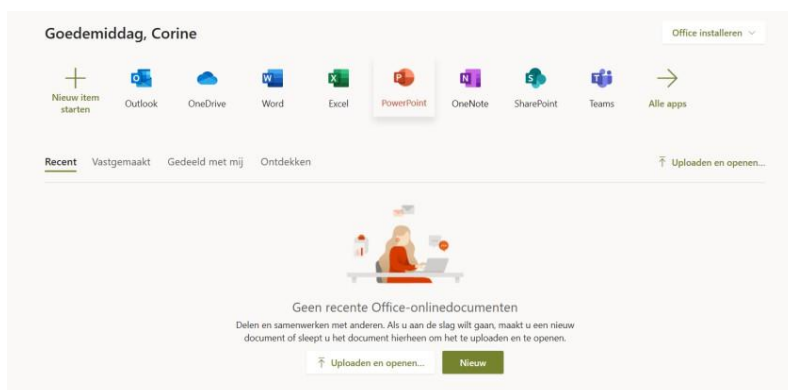 Goedemiddag, Corine
Office installeren
Nieuw item
starten
Outlook
OneDrive
Word
Excel
PowerPoint
OneNote
SharePoint
Teams
Alle apps
Recent Vastgemaakt Gedeeld met mij Ontdekken
Uploaden en openen...
Geen recente Office-onlinedocumenten
Delen en samenwerken met anderen. Als u aan de slag wilt gaan, maakt u een nieuw
document of sleept u het document hierheen om het te uploaden en te openen.
Uploaden en openen...
Nieuw